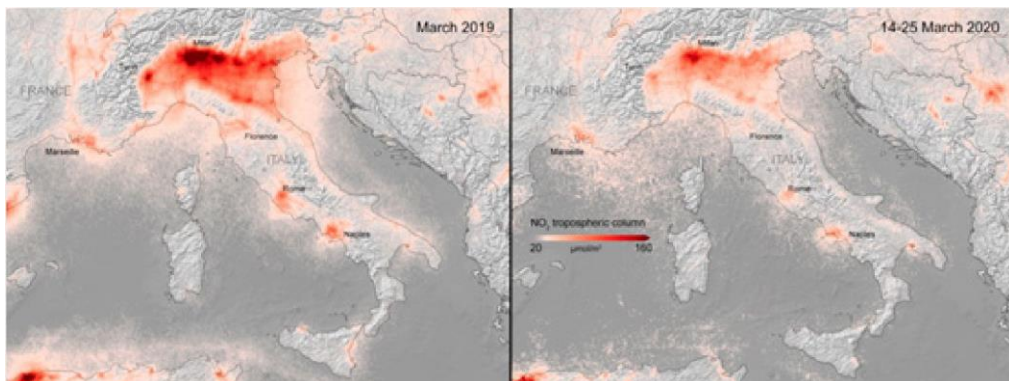 March 2019
Milan
Turin
FRANCE
Marseille
Florence
ITALY
Rome
Naples
14-25 March 2020
Milan
Turin
FRANCE
Marseille
Florence
ITALY
Rome
NO₂ tropospheric column
20 µmol/m² 160
Naples